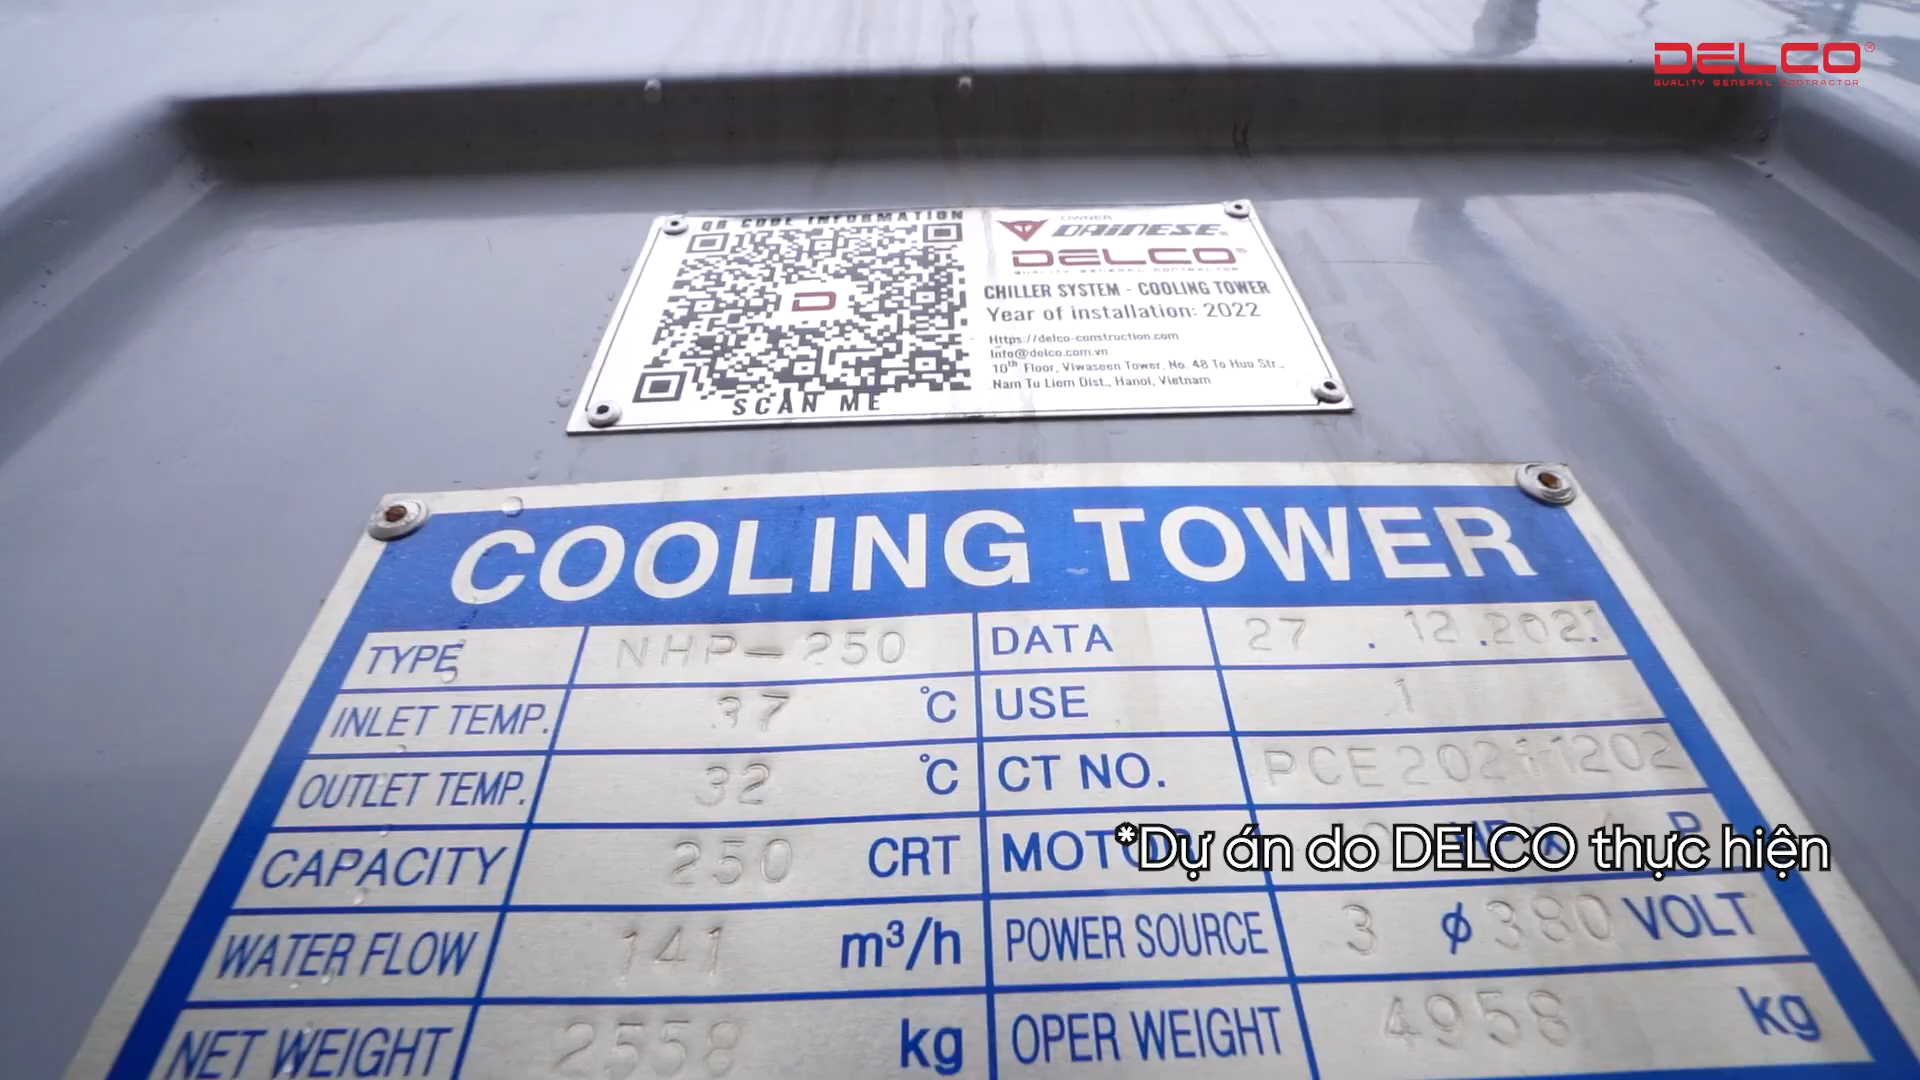 DELCO®
QUALITY GENERAL CONTRACTOR
QR CODE INFORMATION
SCAN ME
OWNER
DAINESE
DELCO®
QUALITY GENERAL CONTRACTOR
CHILLER SYSTEM - COOLING TOWER
Year of installation: 2022
Https://delco-construction.com
Info@delco.com.vn
10th Floor, Viwaseen Tower, No. 48 To Huu Str.,
Nam Tu Liem Dist., Hanoi, Vietnam
COOLING TOWER
TYPE NHP-250 DATA 27 . 12 .2021.
INLET TEMP. 37 °C USE 1
OUTLET TEMP. 32 °C CT NO. PCE20211202
CAPACITY 250 CRT MOTOR HP P
*Dự án do DELCO thực hiện
WATER FLOW 141 m³/h POWER SOURCE 3 ϕ 380 VOLT
NET WEIGHT 2558 kg OPER WEIGHT 4958 kg